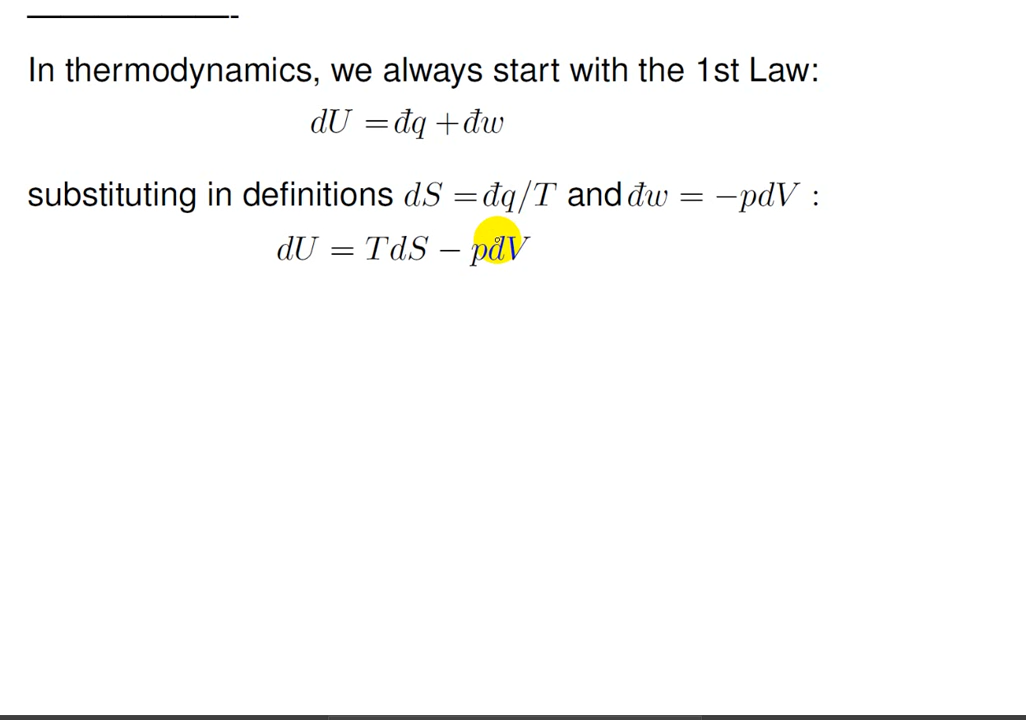 In thermodynamics, we always start with the 1st Law:
dU = đq + đw
substituting in definitions dS = đq/T and đw = −pdV :
dU = TdS − pdV